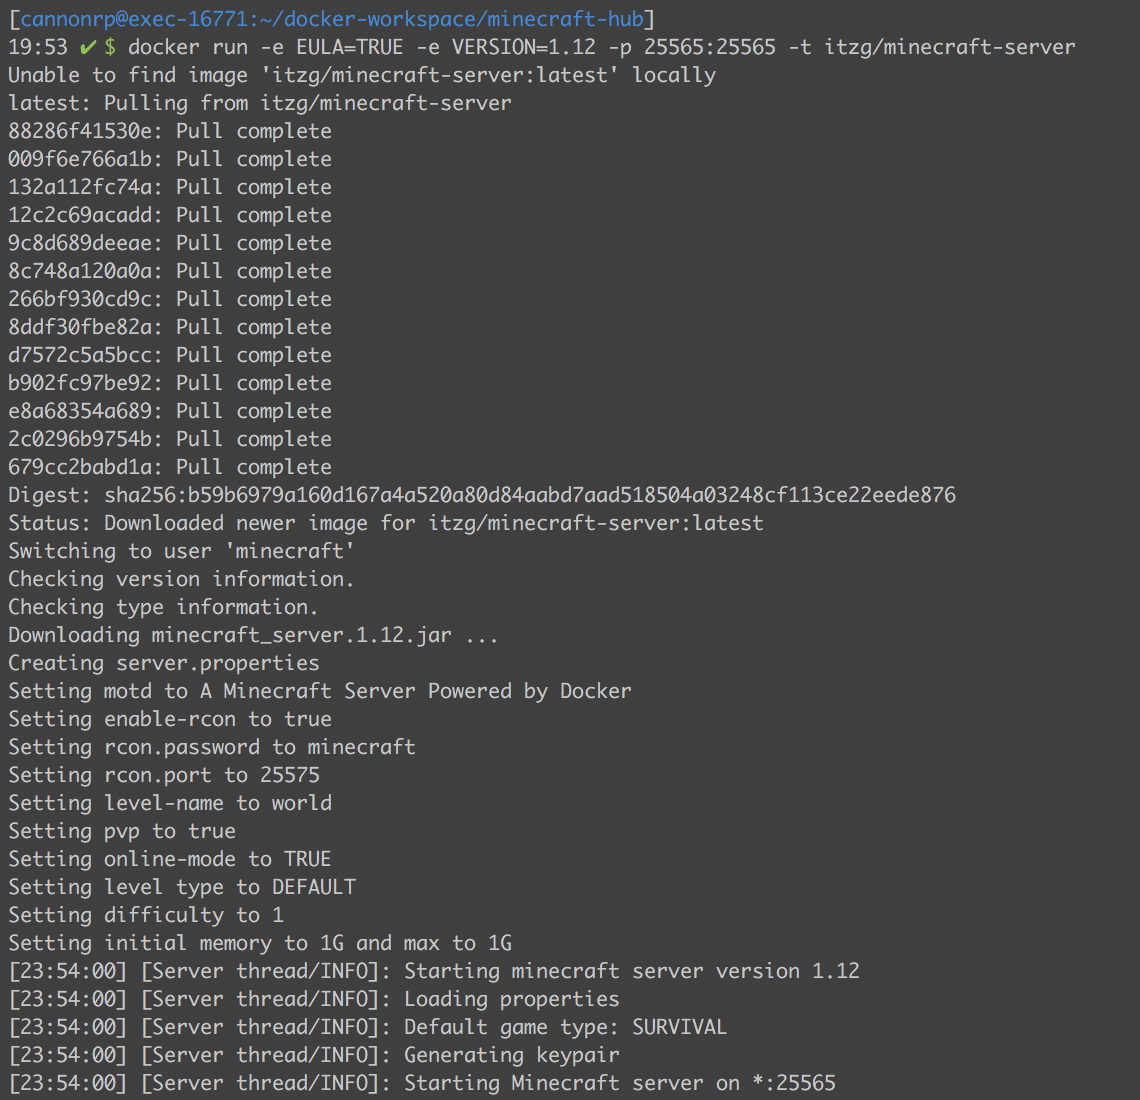 [cannonrp@exec-16771:~/docker-workspace/minecraft-hub]
19:53 ✔ $ docker run -e EULA=TRUE -e VERSION=1.12 -p 25565:25565 -t itzg/minecraft-server
Unable to find image 'itzg/minecraft-server:latest' locally
latest: Pulling from itzg/minecraft-server
88286f41530e: Pull complete
009f6e766a1b: Pull complete
132a112fc74a: Pull complete
12c2c69acadd: Pull complete
9c8d689deeae: Pull complete
8c748a120a0a: Pull complete
266bf930cd9c: Pull complete
8ddf30fbe82a: Pull complete
d7572c5a5bcc: Pull complete
b902fc97be92: Pull complete
e8a68354a689: Pull complete
2c0296b9754b: Pull complete
679cc2babd1a: Pull complete
Digest: sha256:b59b6979a160d167a4a520a80d84aabd7aad518504a03248cf113ce22eede876
Status: Downloaded newer image for itzg/minecraft-server:latest
Switching to user 'minecraft'
Checking version information.
Checking type information.
Downloading minecraft_server.1.12.jar ...
Creating server.properties
Setting motd to A Minecraft Server Powered by Docker
Setting enable-rcon to true
Setting rcon.password to minecraft
Setting rcon.port to 25575
Setting level-name to world
Setting pvp to true
Setting online-mode to TRUE
Setting level type to DEFAULT
Setting difficulty to 1
Setting initial memory to 1G and max to 1G
[23:54:00] [Server thread/INFO]: Starting minecraft server version 1.12
[23:54:00] [Server thread/INFO]: Loading properties
[23:54:00] [Server thread/INFO]: Default game type: SURVIVAL
[23:54:00] [Server thread/INFO]: Generating keypair
[23:54:00] [Server thread/INFO]: Starting Minecraft server on *:25565